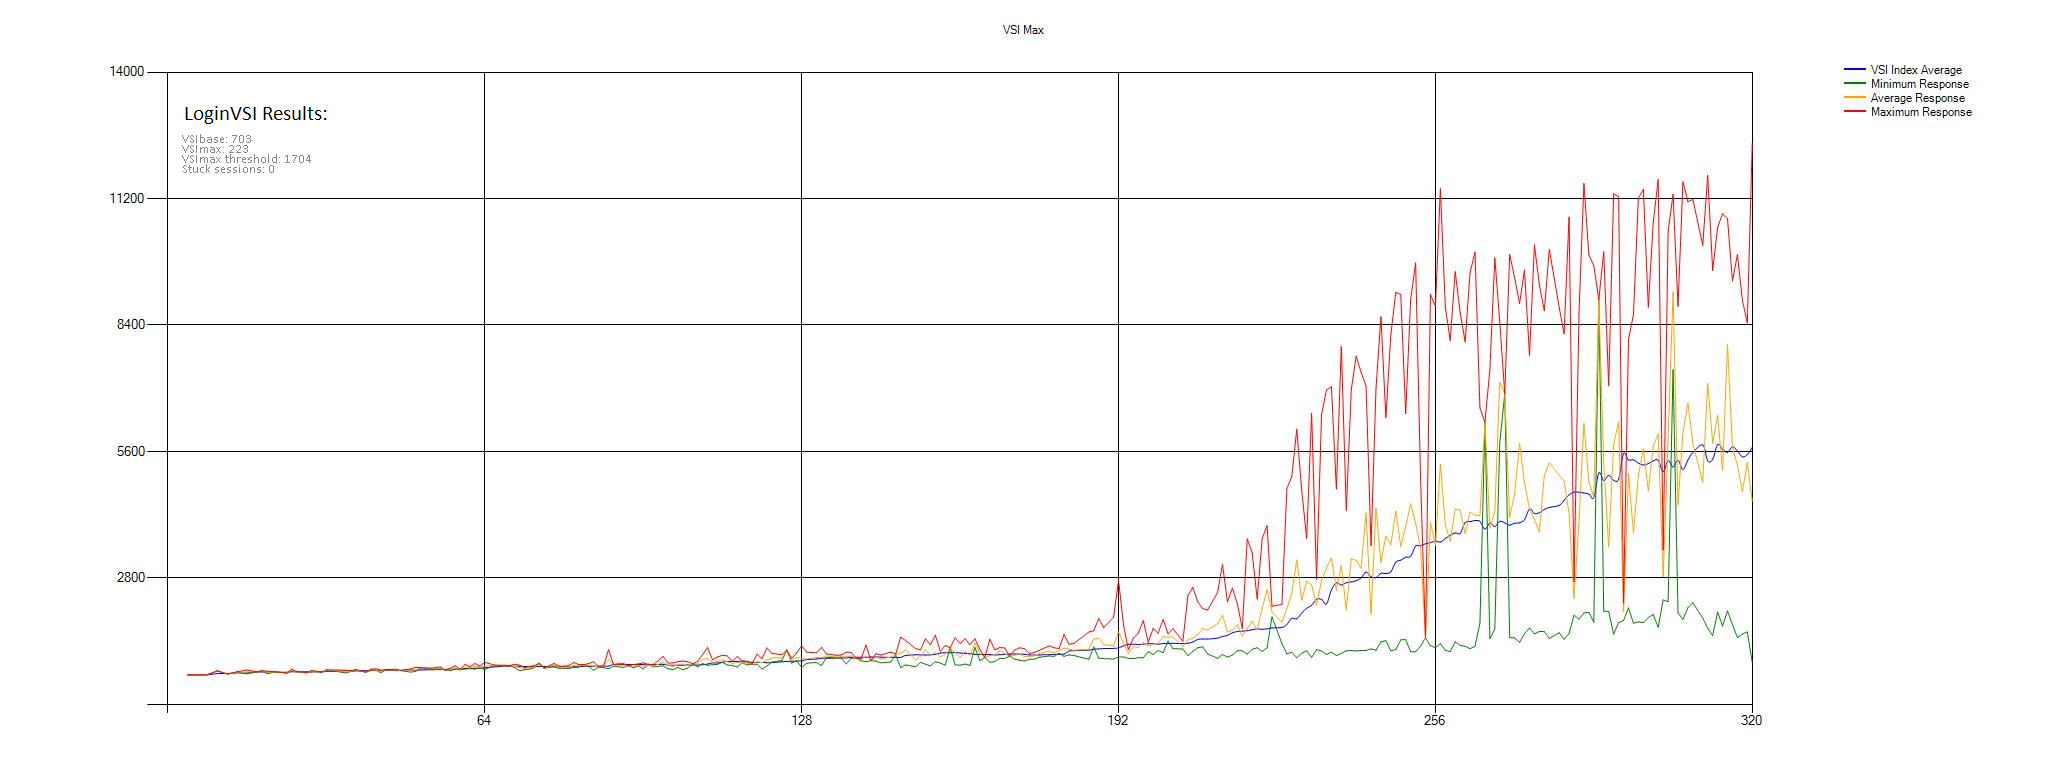 VSI Max
14000
11200
8400
5600
2800
LoginVSI Results:
VSIbase: 703
VSImax: 223
VSImax threshold: 1704
Stuck sessions: 0
64
128
192
256
320
VSI Index Average
Minimum Response
Average Response
Maximum Response